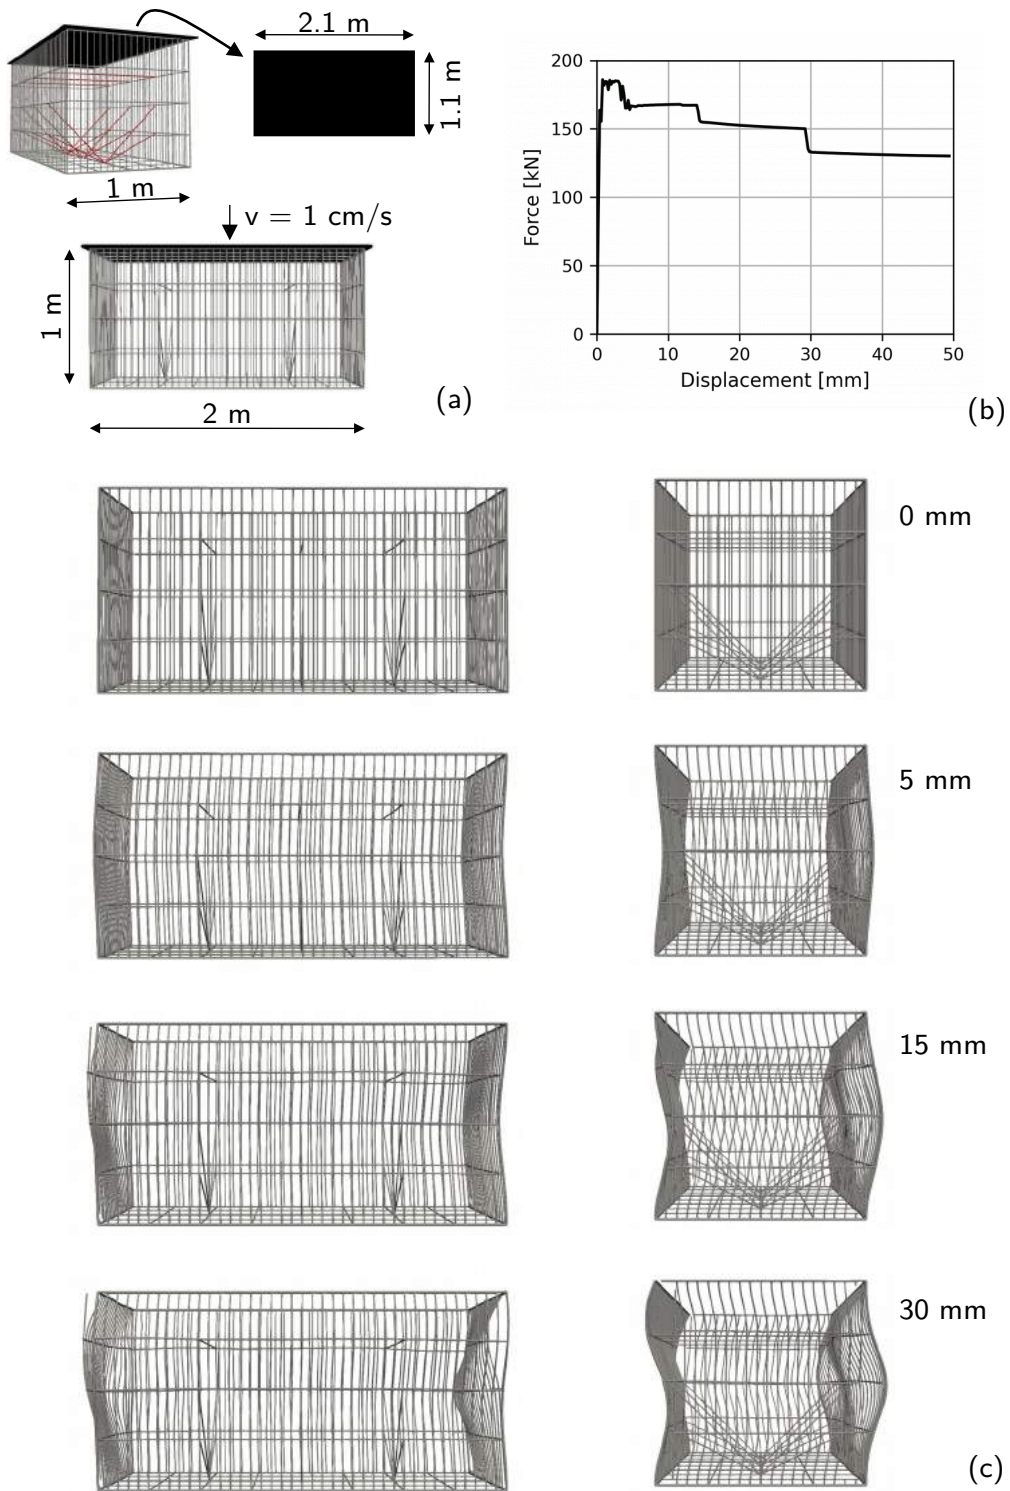 2.1 m
1.1 m
1 m
v = 1 cm/s
1 m
2 m
(a)
200
150
100
50
0
Force [kN]
0 10 20 30 40 50
Displacement [mm]
(b)
0 mm
5 mm
15 mm
30 mm
(c)